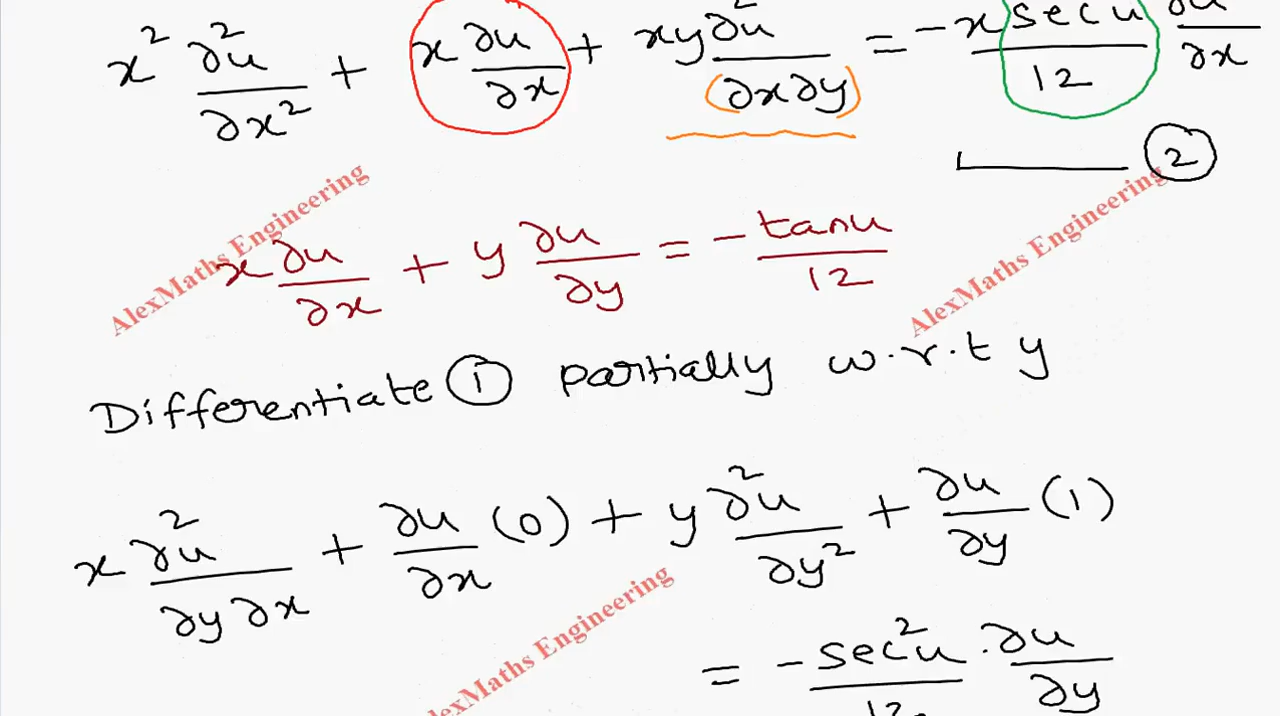 x² ∂²u/∂x² + x ∂u/∂x + xy ∂²u/(∂x∂y) = -x sec u/12 ∂u/∂x
②
x ∂u/∂x + y ∂u/∂y = - tanu/12
Differentiate ① partially w.r.t y
x ∂²u/∂y∂x + ∂u/∂x (0) + y ∂²u/∂y² + ∂u/∂y (1)
= - sec²u/12 . ∂u/∂y
AlexMaths Engineering
AlexMaths Engineering
AlexMaths Engineering